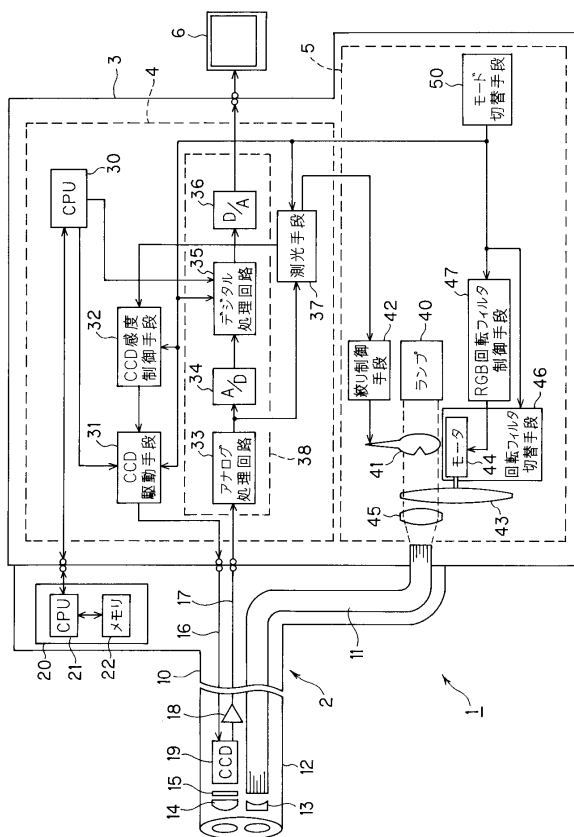 6
3
4
5
30
CPU
36
D/A
50
モード
切替手段
35
デジタル
処理回路
測光手段
37
32
CCD感度
制御手段
34
A/D
42
絞り制御
手段
40
ランプ
47
RGB回転フィルタ
制御手段
46
31
CCD
駆動手段
33
アナログ
処理回路
38
41
モータ
44
回転フィルタ
切替手段
43
45
CPU
メモリ
20
21
22
17
16
11
10
18
2
1
19
CCD
15
14
12
13